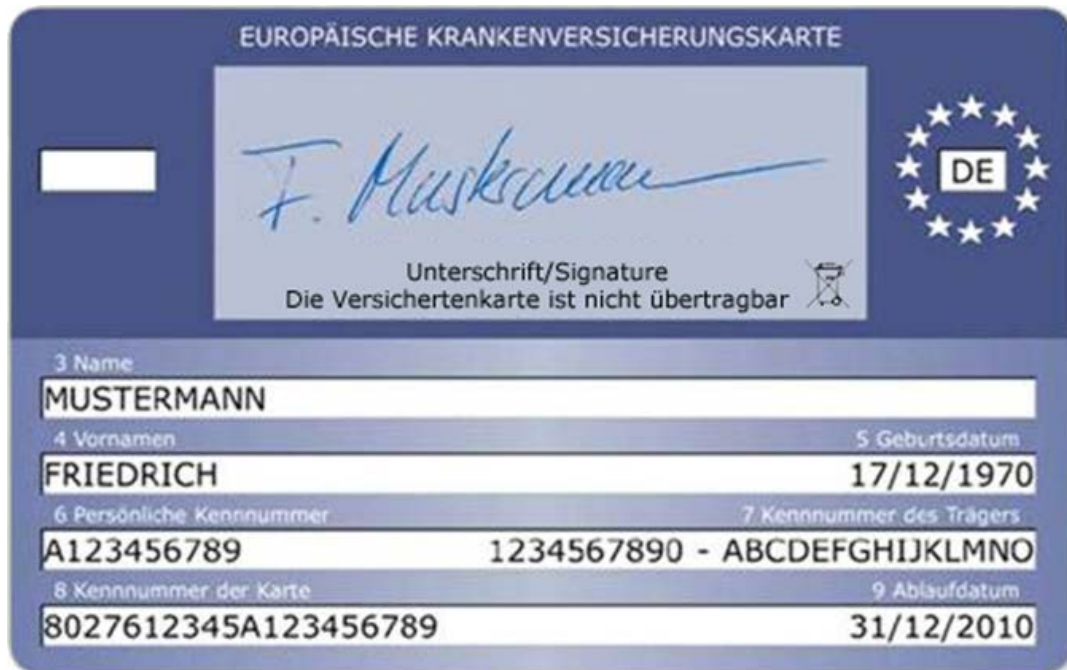 EUROPÄISCHE KRANKENVERSICHERUNGSKARTE
F. Mustermann
DE
Unterschrift/Signature
Die Versichertenkarte ist nicht übertragbar
3 Name
MUSTERMANN
4 Vornamen 5 Geburtsdatum
FRIEDRICH 17/12/1970
6 Persönliche Kennnummer 7 Kennnummer des Trägers
A123456789 1234567890 - ABCDEFGHIJKLMNO
8 Kennnummer der Karte 9 Ablaufdatum
8027612345A123456789 31/12/2010